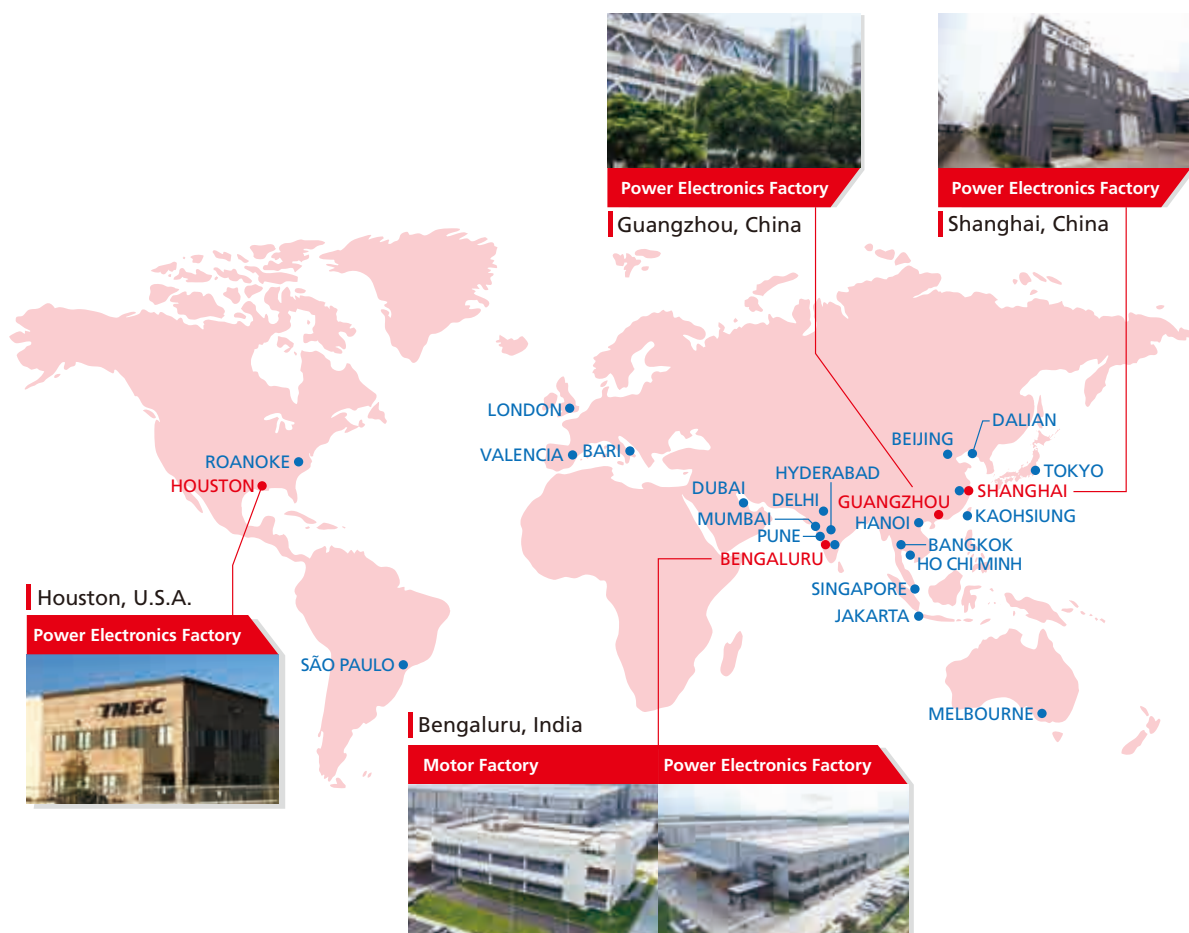 TMEiC
Power Electronics Factory
Guangzhou, China
Power Electronics Factory
Shanghai, China
LONDON
VALENCIA
BARI
ROANOKE
HOUSTON
DUBAI
HYDERABAD
DELHI
MUMBAI
PUNE
BENGALURU
BEIJING
DALIAN
TOKYO
SHANGHAI
GUANGZHOU
KAOHSIUNG
HANOI
BANGKOK
HO CHI MINH
SINGAPORE
JAKARTA
MELBOURNE
SÃO PAULO
Houston, U.S.A.
Power Electronics Factory
TMEiC
Bengaluru, India
Motor Factory
Power Electronics Factory